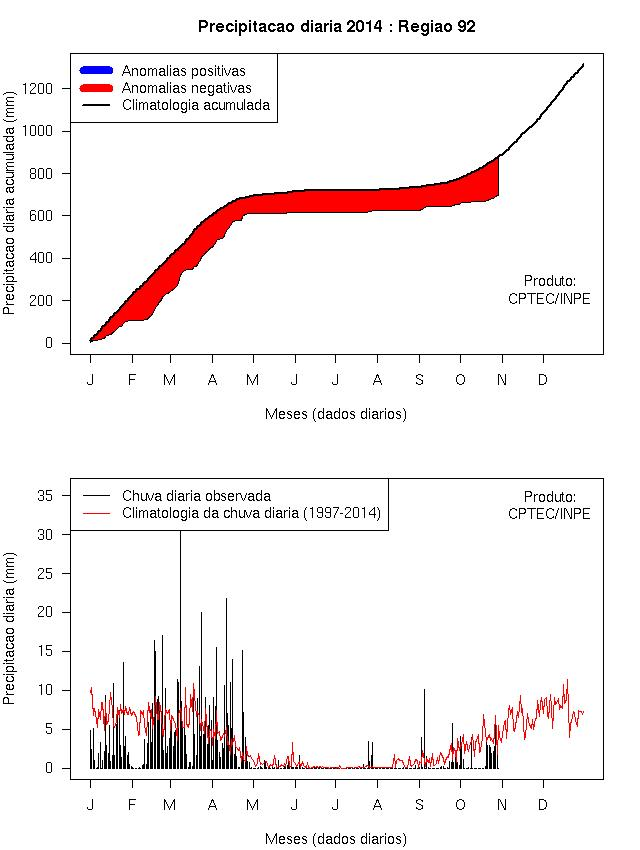 Precipitacao diaria 2014 : Regiao 92
Anomalias positivas
Anomalias negativas
Climatologia acumulada
Precipitacao diaria acumulada (mm)
1200
1000
800
600
400
200
0
Produto:
CPTEC/INPE
J F M A M J J A S O N D
Meses (dados diarios)
Chuva diaria observada
Climatologia da chuva diaria (1997-2014)
Produto:
CPTEC/INPE
Precipitacao diaria (mm)
35
30
25
20
15
10
5
0
J F M A M J J A S O N D
Meses (dados diarios)